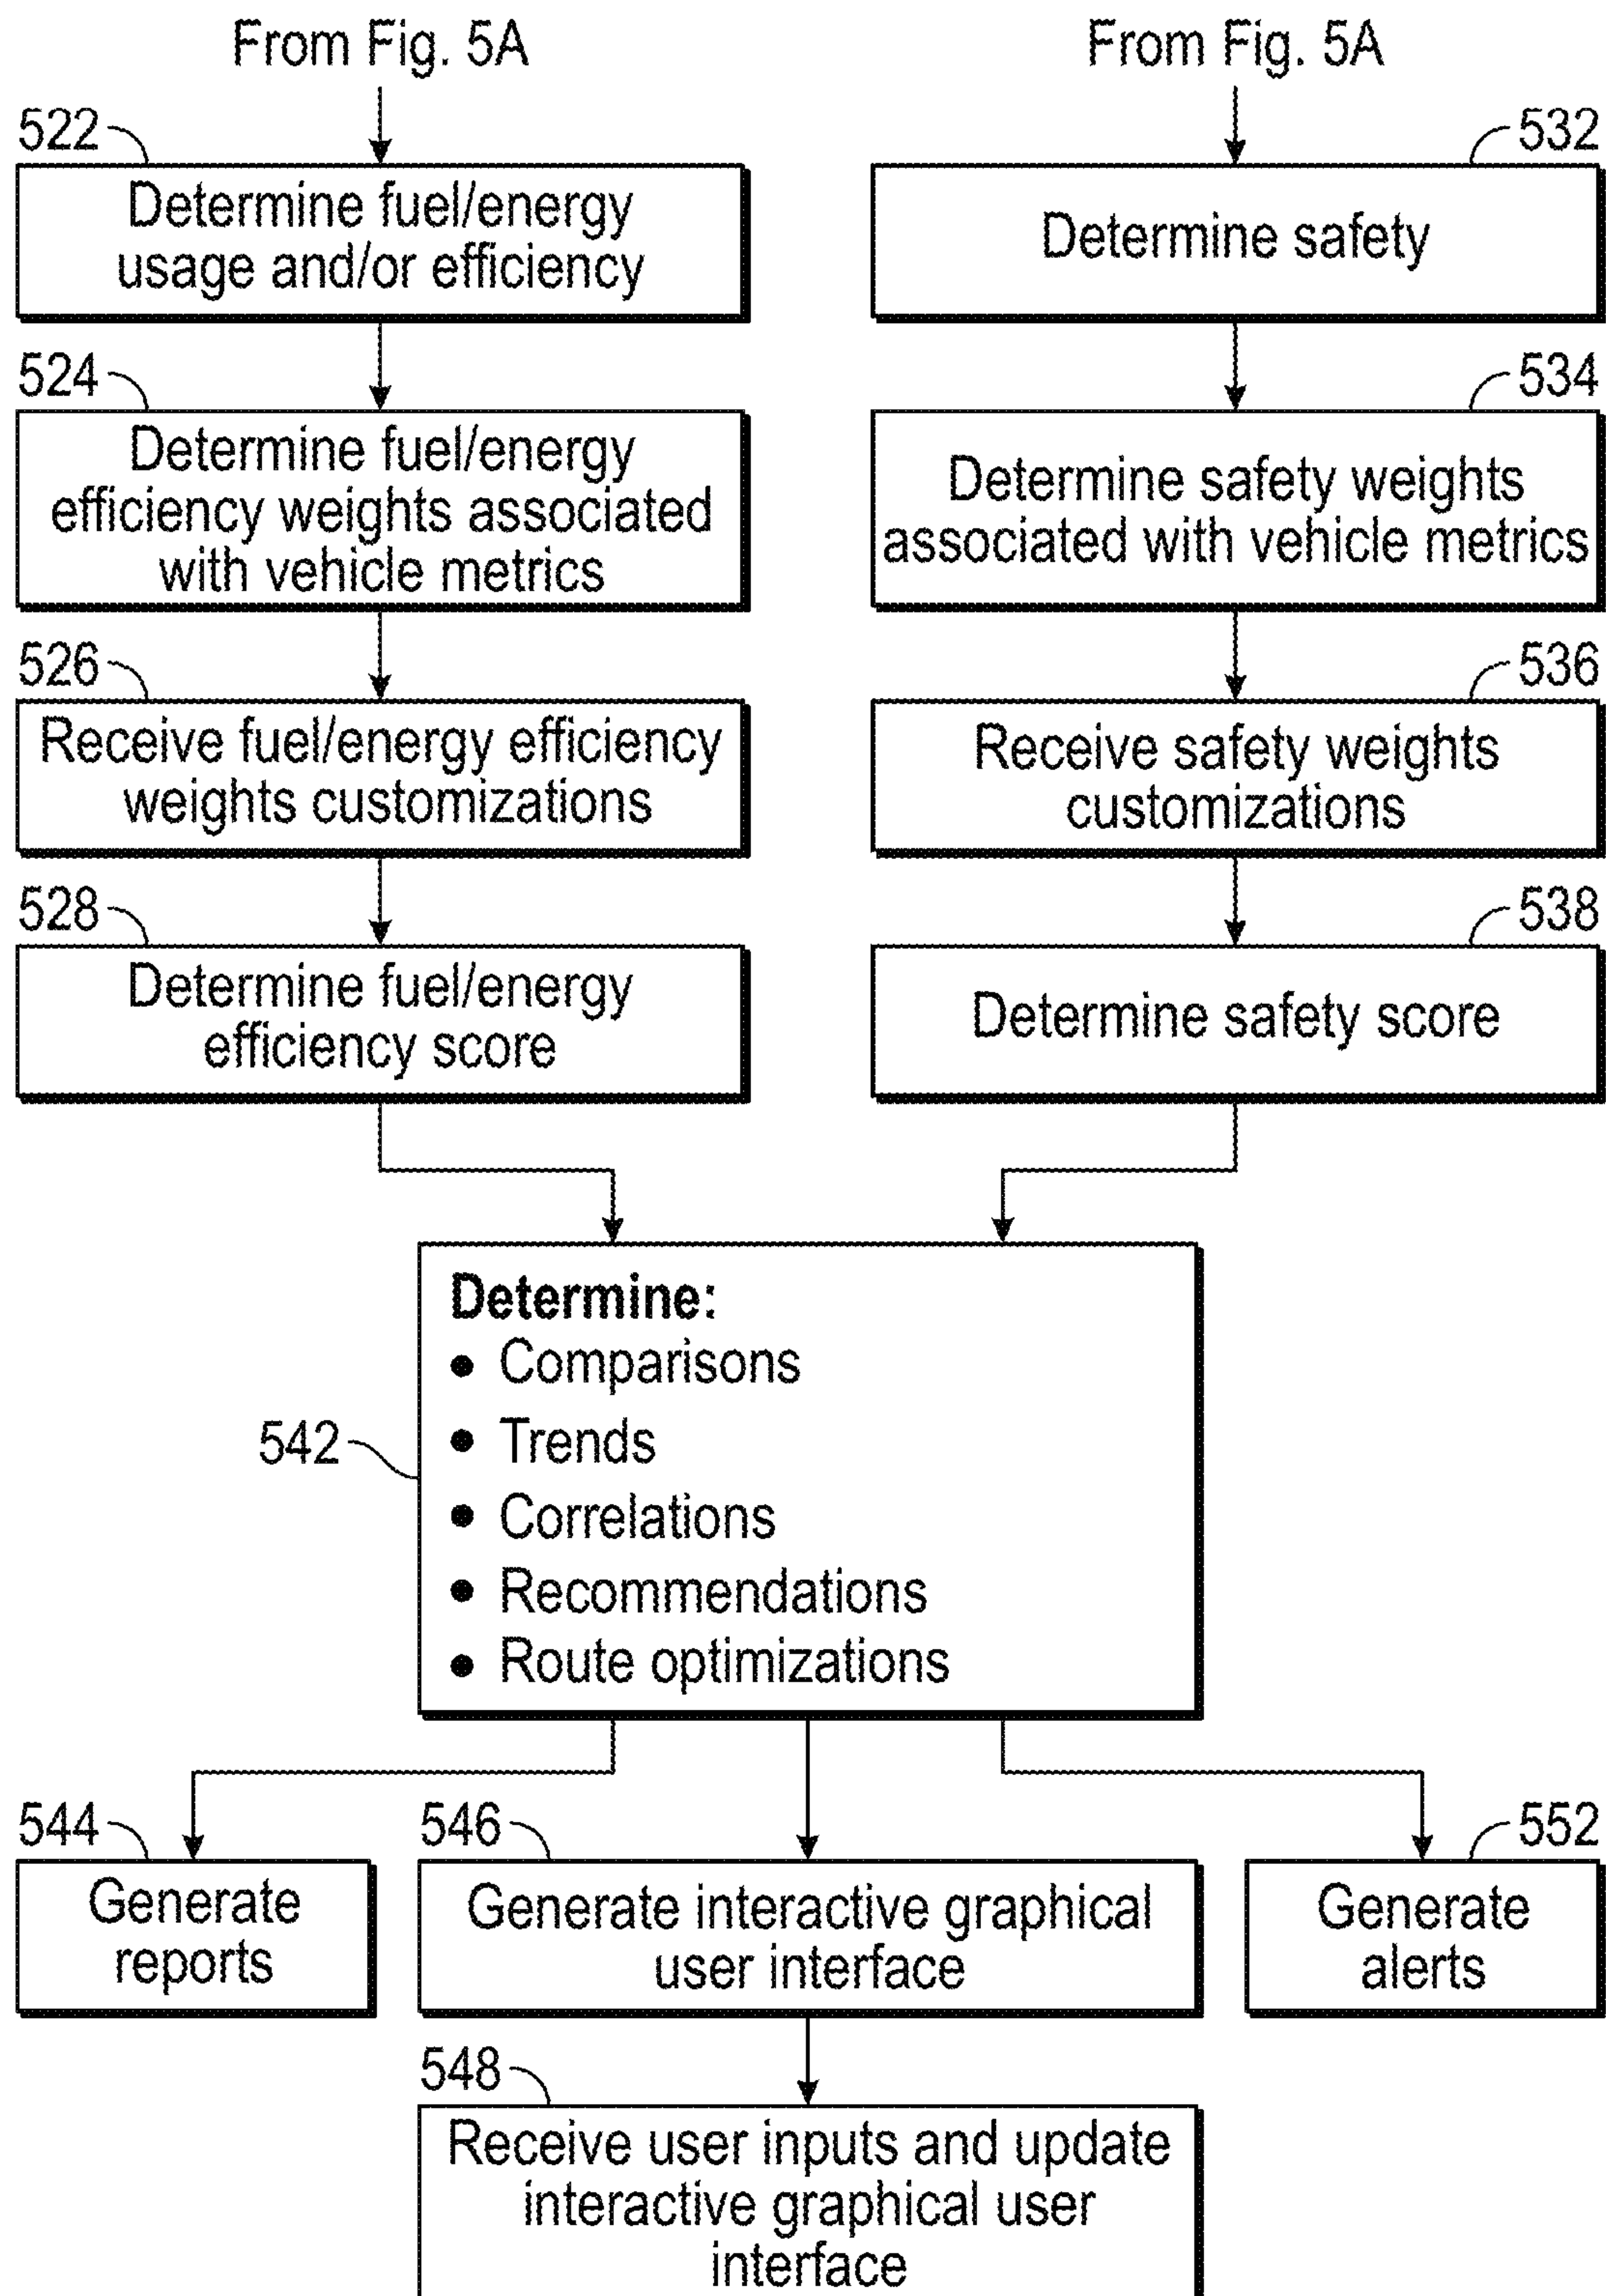 From Fig. 5A
From Fig. 5A
522
532
Determine fuel/energy
usage and/or efficiency
Determine safety
524
534
Determine fuel/energy
efficiency weights associated
with vehicle metrics
Determine safety weights
associated with vehicle metrics
526
536
Receive fuel/energy efficiency
weights customizations
Receive safety weights
customizations
528
538
Determine fuel/energy
efficiency score
Determine safety score
542
Determine:
• Comparisons
• Trends
• Correlations
• Recommendations
• Route optimizations
544
546
552
Generate
reports
Generate interactive graphical
user interface
Generate
alerts
548
Receive user inputs and update
interactive graphical user
interface